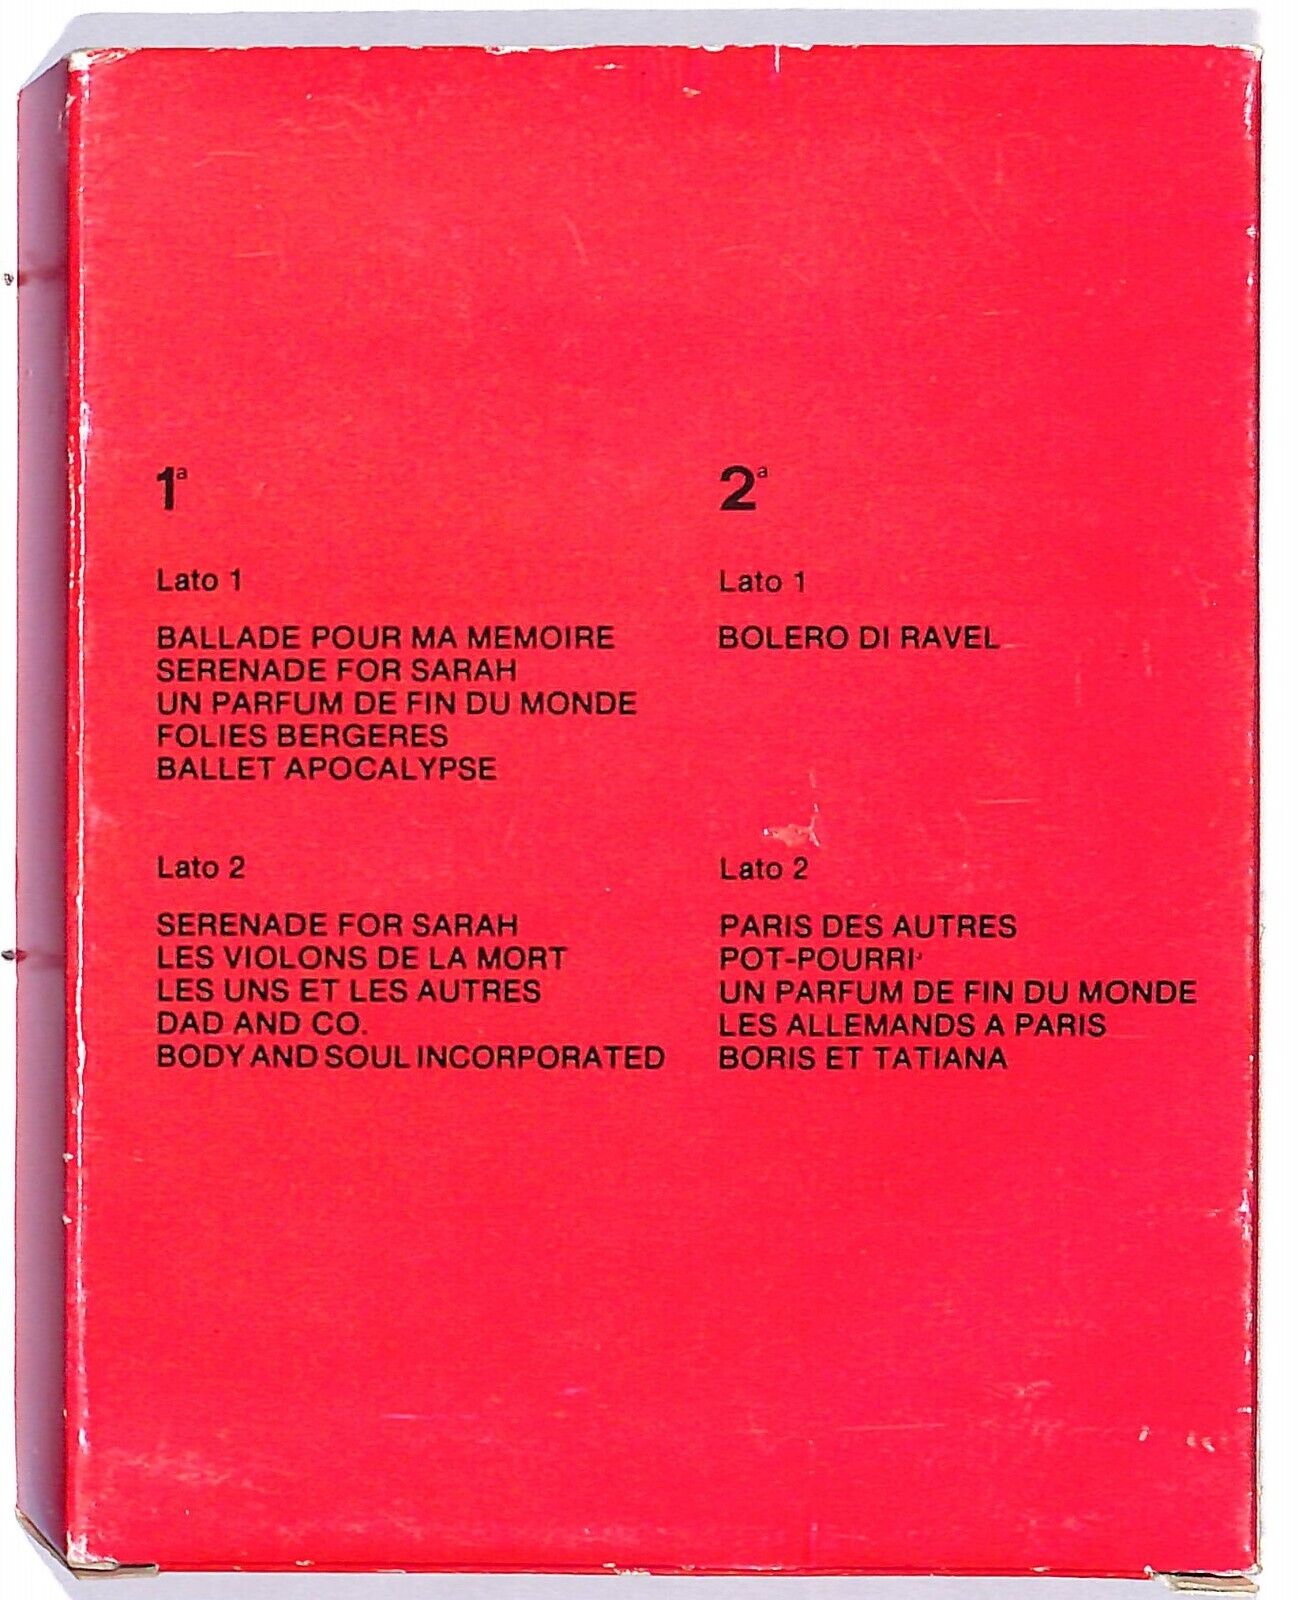 1a
Lato 1
BALLADE POUR MA MEMOIRE
SERENADE FOR SARAH
UN PARFUM DE FIN DU MONDE
FOLIES BERGERES
BALLET APOCALYPSE
Lato 2
SERENADE FOR SARAH
LES VIOLONS DE LA MORT
LES UNS ET LES AUTRES
DAD AND CO.
BODY AND SOUL INCORPORATED
2a
Lato 1
BOLERO DI RAVEL
Lato 2
PARIS DES AUTRES
POT-POURRI
UN PARFUM DE FIN DU MONDE
LES ALLEMANDS A PARIS
BORIS ET TATIANA